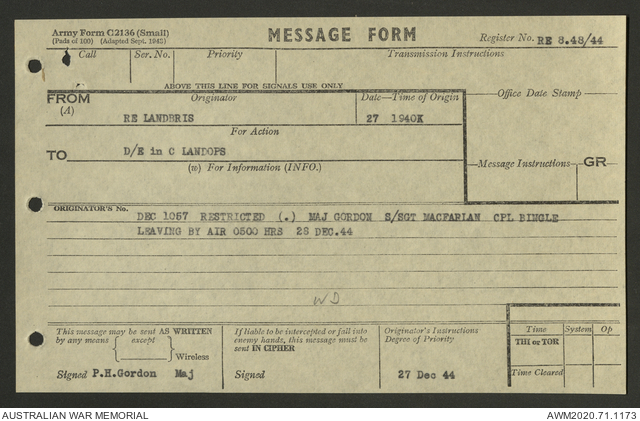 Army Form C2136 (Small)
(Pads of 100) (Adapted Sept. 1942)
MESSAGE FORM
Register No. RE 8.48/44
Call Ser. No. Priority Transmission Instructions
ABOVE THIS LINE FOR SIGNALS USE ONLY
FROM Originator Date—Time of Origin Office Date Stamp
(A)
RE LANDBRIS 27 1940K
For Action
TO D/E in C LANDOPS
(w) For Information (INFO.) Message Instructions GR
ORIGINATOR'S No.
DEC 1057 RESTRICTED (.) MAJ GORDON S/SGT MACFARLAN CPL BINGLE
LEAVING BY AIR 0500 HRS 28 DEC.44
WD
This message may be sent AS WRITTEN
by any means except
Wireless
Signed P.H.Gordon Maj
If liable to be intercepted or fall into
enemy hands, this message must be
sent IN CIPHER
Signed
Originator's Instructions
Degree of Priority
27 Dec 44
Time System Op
THI or TOR
Time Cleared
AUSTRALIAN WAR MEMORIAL AWM2020.71.1173